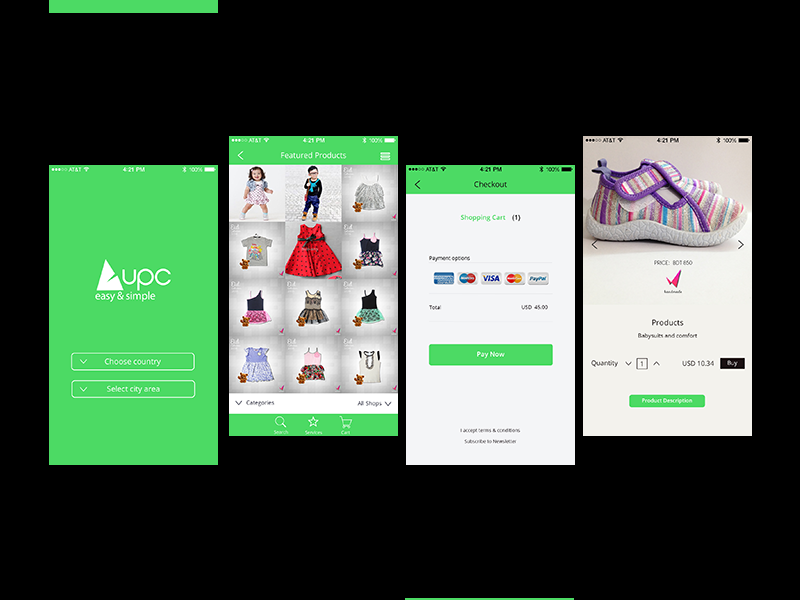 AT&T 4:21 PM 100%
upc
easy & simple
Choose country
Select city area
AT&T 4:21 PM 100%
Featured Products
Categories
All Shops
Search
Services
Cart
AT&T 4:21 PM 100%
Checkout
Shopping Cart (1)
Payment options
VISA
PayPal
Total
USD 45.00
Pay Now
I accept terms & conditions
Subscribe to Newsletter
AT&T 4:21 PM 100%
PRICE: BDT 650
Products
Babysuits and comfort
Quantity 1 USD 10.34 Buy
Product Description